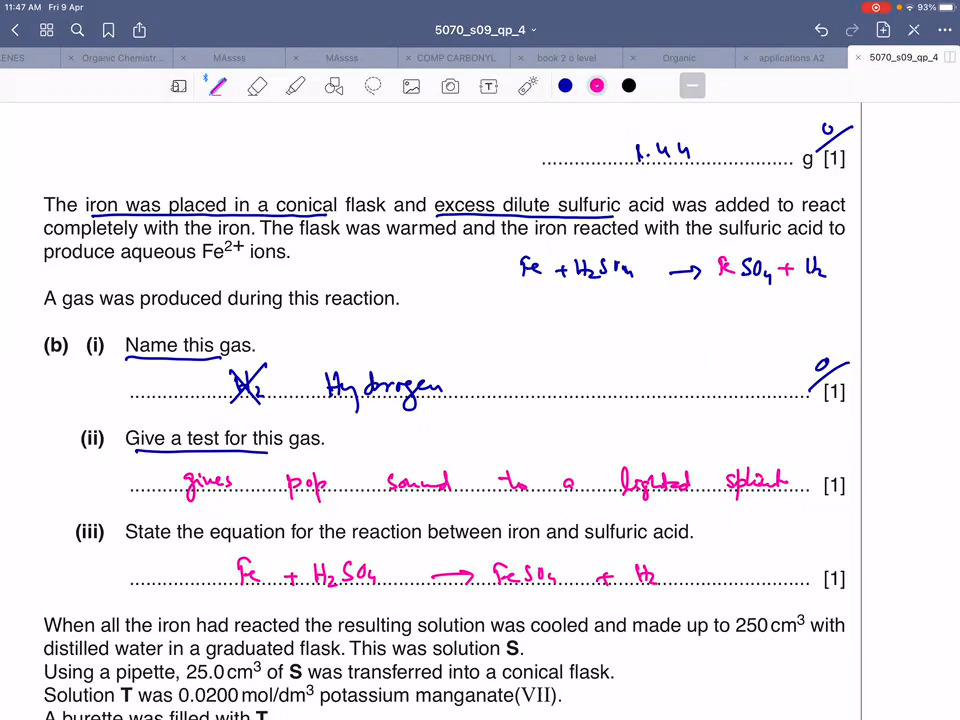 11:47 AM Fri 9 Apr
93%
5070_s09_qp_4
ENES
Organic Chemistr...
MAssss
MAssss
COMP CARBONYL
book 2 o level
Organic
applications A2
5070_s09_qp_4
1.44 g [1]
The iron was placed in a conical flask and excess dilute sulfuric acid was added to react
completely with the iron. The flask was warmed and the iron reacted with the sulfuric acid to
produce aqueous Fe²⁺ ions.
Fe + H₂SO₄ → FeSO₄ + H₂
A gas was produced during this reaction.
(b) (i) Name this gas.
H₂ Hydrogen [1]
(ii) Give a test for this gas.
gives pop sound to a lighted splint [1]
(iii) State the equation for the reaction between iron and sulfuric acid.
Fe + H₂SO₄ → FeSO₄ + H₂ [1]
When all the iron had reacted the resulting solution was cooled and made up to 250 cm³ with
distilled water in a graduated flask. This was solution S.
Using a pipette, 25.0 cm³ of S was transferred into a conical flask.
Solution T was 0.0200 mol/dm³ potassium manganate(VII).
A burette was filled with T.